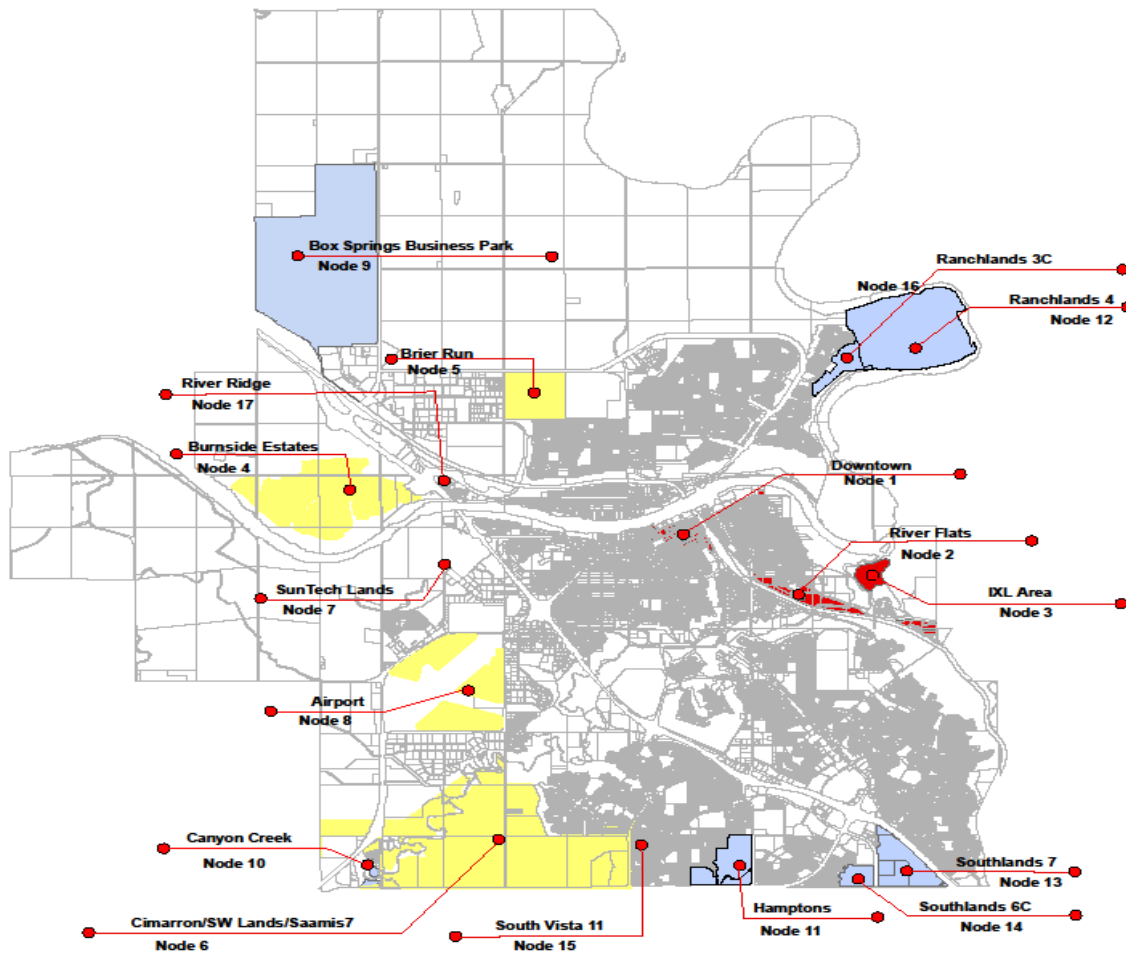 Box Springs Business Park
Node 9
Ranchlands 3C
Node 16
Ranchlands 4
Node 12
Brier Run
Node 5
River Ridge
Node 17
Burnside Estates
Node 4
Downtown
Node 1
River Flats
Node 2
SunTech Lands
Node 7
IXL Area
Node 3
Airport
Node 8
Canyon Creek
Node 10
Southlands 7
Node 13
Cimarron/SW Lands/Saamis7
Node 6
South Vista 11
Node 15
Hamptons
Node 11
Southlands 6C
Node 14